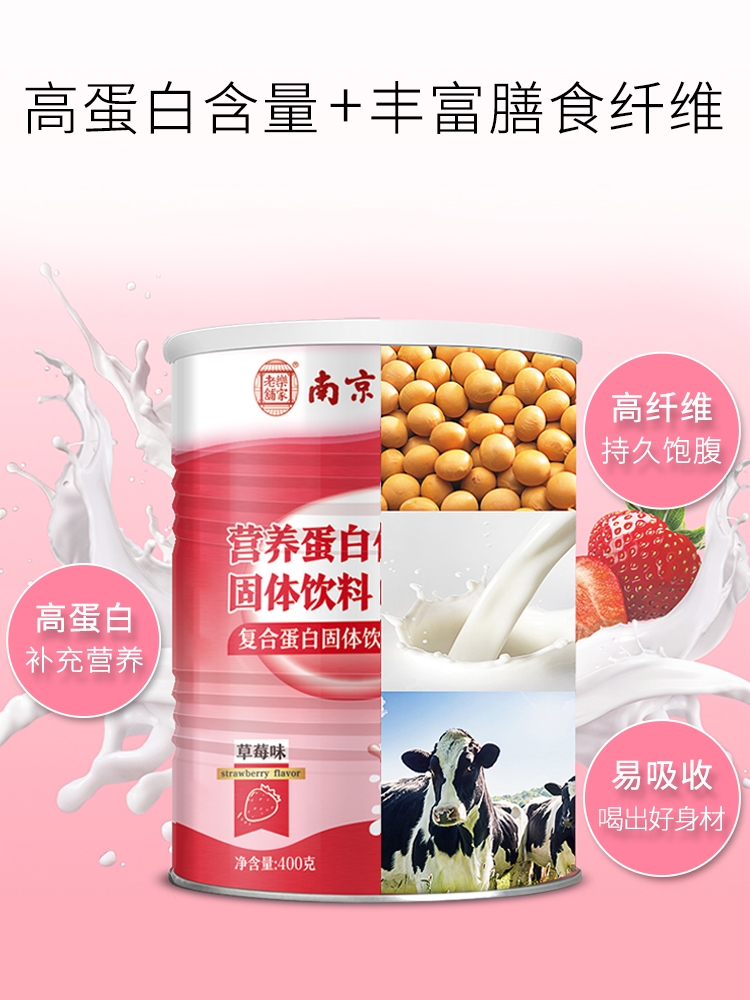 高蛋白含量+丰富膳食纤维
老樂
舖家
®
南京
高纤维
持久饱腹
营养蛋白
固体饮料
复合蛋白固体饮
高蛋白
补充营养
草莓味
strawberry flavor
易吸收
喝出好身材
净含量:400克